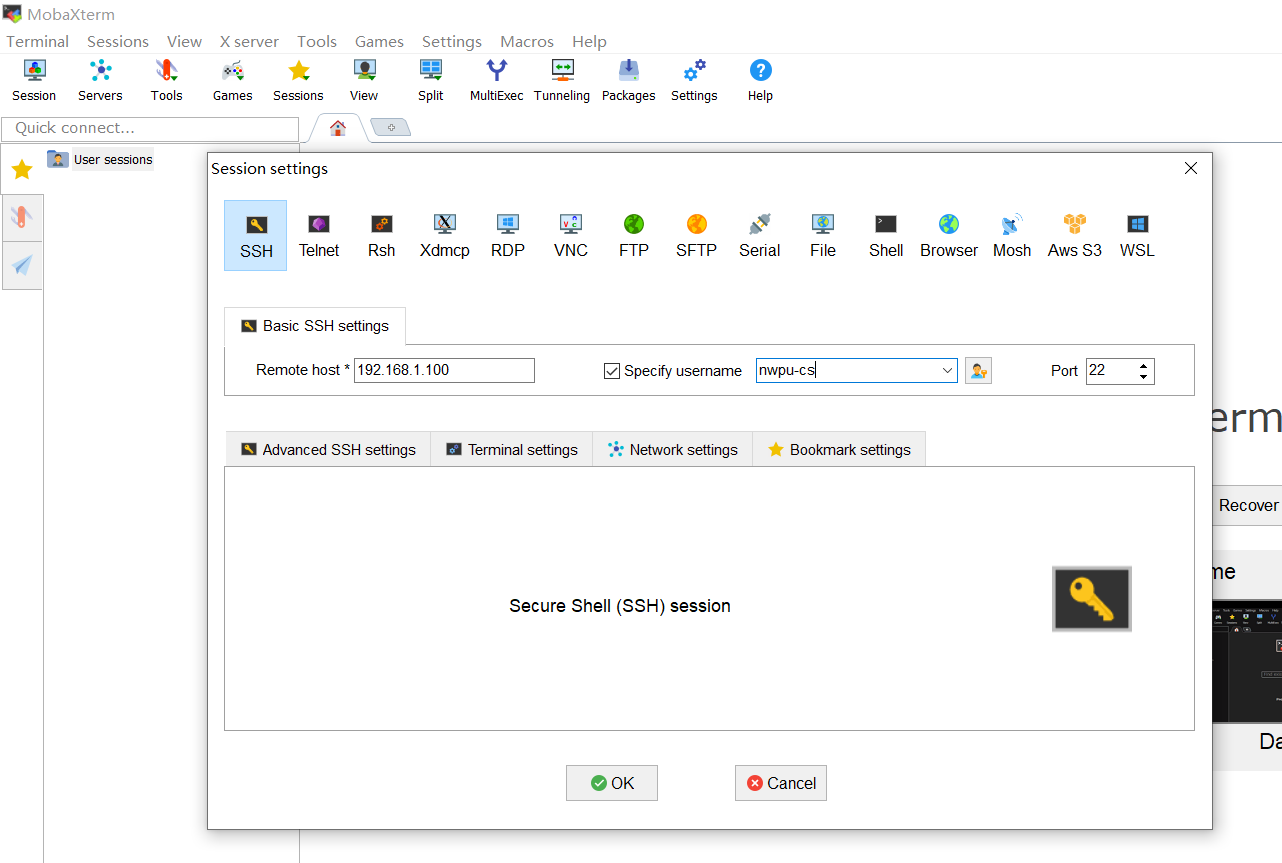 MobaXterm
Terminal Sessions View X server Tools Games Settings Macros Help
Session Servers Tools Games Sessions View Split MultiExec Tunneling Packages Settings Help
Quick connect...
User sessions
Session settings
SSH Telnet Rsh Xdmcp RDP VNC FTP SFTP Serial File Shell Browser Mosh Aws S3 WSL
Basic SSH settings
Remote host * 192.168.1.100 Specify username nwpu-cs Port 22
erm
Advanced SSH settings Terminal settings Network settings Bookmark settings
Recover
me
Secure Shell (SSH) session
Da
OK Cancel